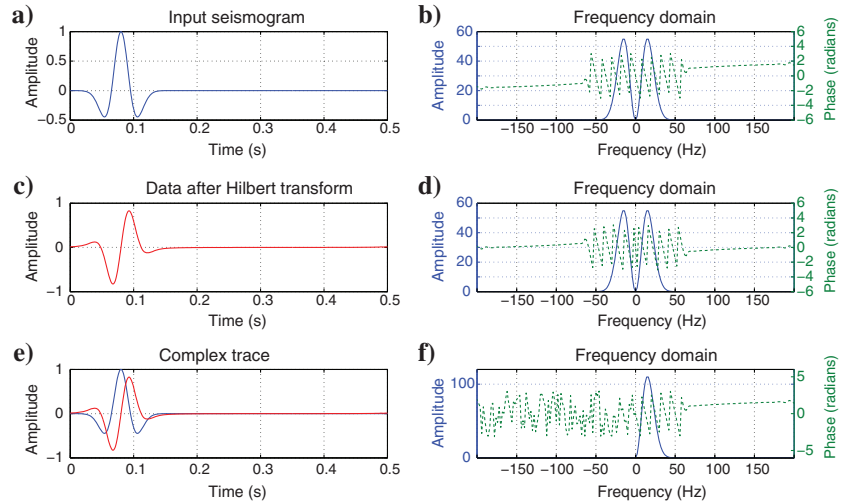 a)
Input seismogram
Amplitude
1
0.5
0
−0.5
0 0.1 0.2 0.3 0.4 0.5
Time (s)
b)
Frequency domain
Amplitude
60
40
20
0
−150 −100 −50 0 50 100 150
Frequency (Hz)
6
4
2
0
−2
−4
−6
Phase (radians)
c)
Data after Hilbert transform
Amplitude
1
0
−1
0 0.1 0.2 0.3 0.4 0.5
Time (s)
d)
Frequency domain
Amplitude
60
40
20
0
−150 −100 −50 0 50 100 150
Frequency (Hz)
6
4
2
0
−2
−4
−6
Phase (radians)
e)
Complex trace
Amplitude
1
0
−1
0 0.1 0.2 0.3 0.4 0.5
Time (s)
f)
Frequency domain
Amplitude
100
0
−150 −100 −50 0 50 100 150
Frequency (Hz)
5
0
−5
Phase (radians)